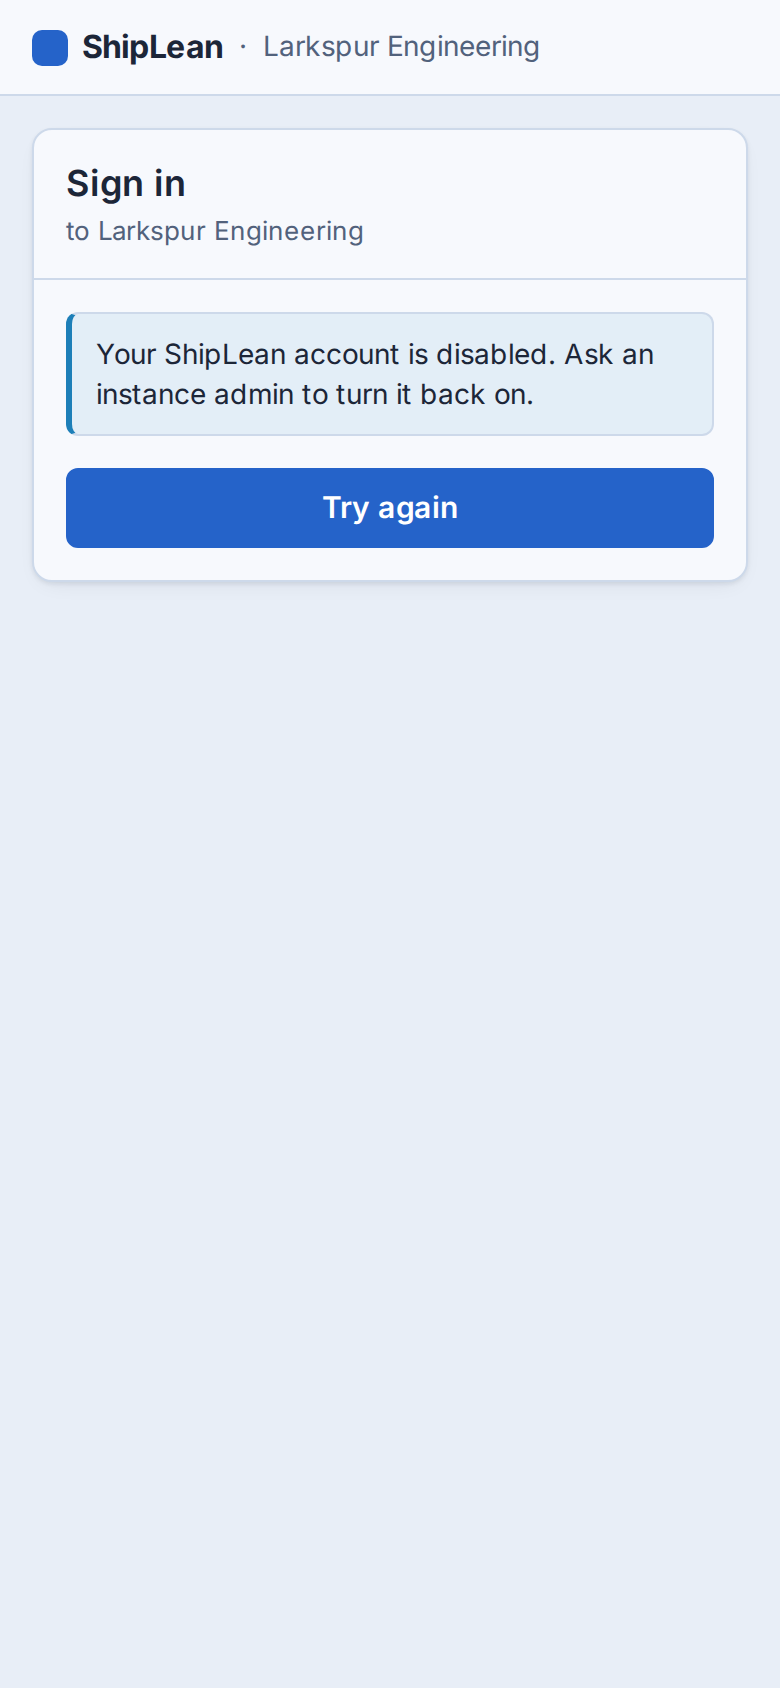 ShipLean · Larkspur Engineering
Sign in
to Larkspur Engineering
Your ShipLean account is disabled. Ask an
instance admin to turn it back on.
Try again